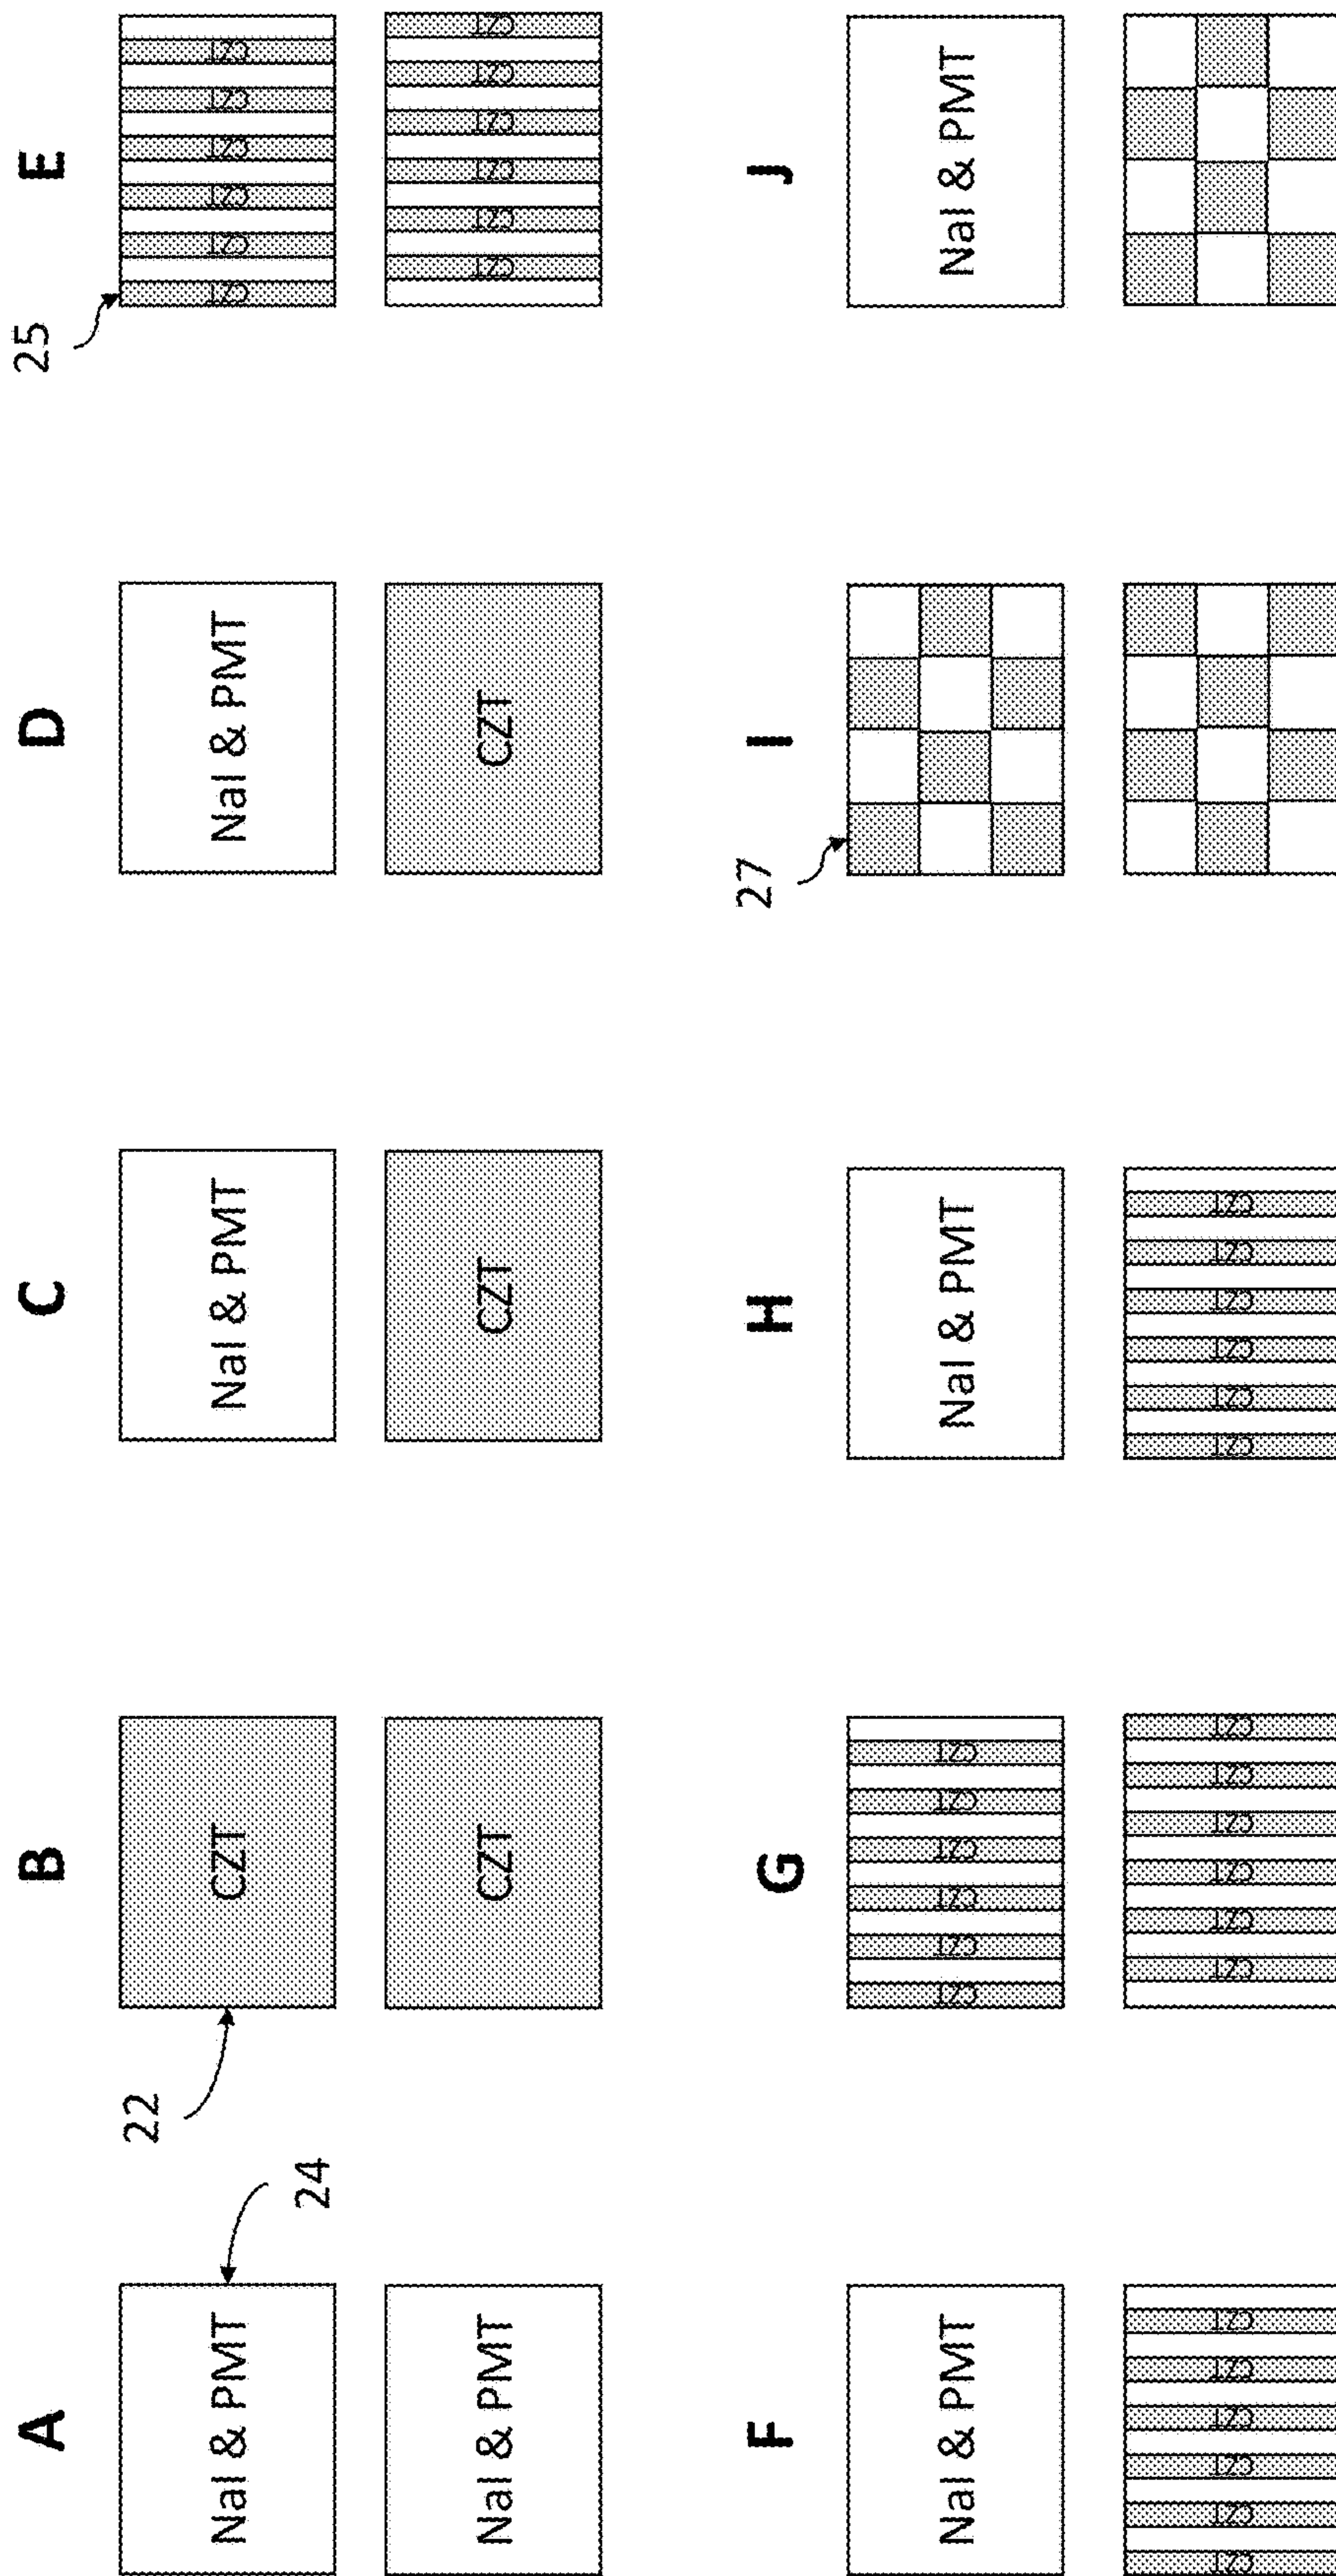 A B C D E
25
22
NaI & PMT CZT NaI & PMT NaI & PMT CZT CZT CZT CZT CZT CZT
24
NaI & PMT CZT CZT CZT CZT CZT CZT CZT CZT CZT
27
F G H I J
NaI & PMT CZT CZT CZT CZT CZT CZT NaI & PMT NaI & PMT
CZT CZT CZT CZT CZT CZT CZT CZT CZT CZT CZT CZT CZT CZT CZT CZT CZT CZT